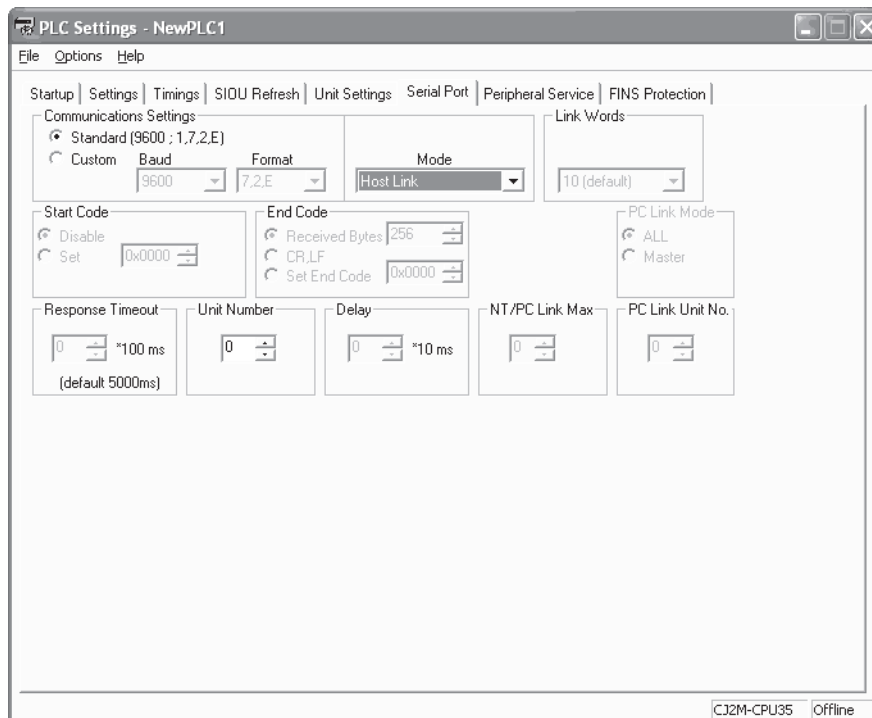 PLC Settings - NewPLC1
File Options Help
Startup Settings Timings SIOU Refresh Unit Settings Serial Port Peripheral Service FINS Protection
Communications Settings Link Words
Standard (9600 ; 1,7,2,E)
Custom Baud Format Mode
9600 7,2,E Host Link 10 (default)
Start Code End Code PC Link Mode
Disable Received Bytes 256 ALL
Set 0x0000 CR,LF Master
Set End Code 0x0000
Response Timeout Unit Number Delay NT/PC Link Max PC Link Unit No.
0 *100 ms 0 0 *10 ms 0 0
(default 5000ms)
CJ2M-CPU35 Offline